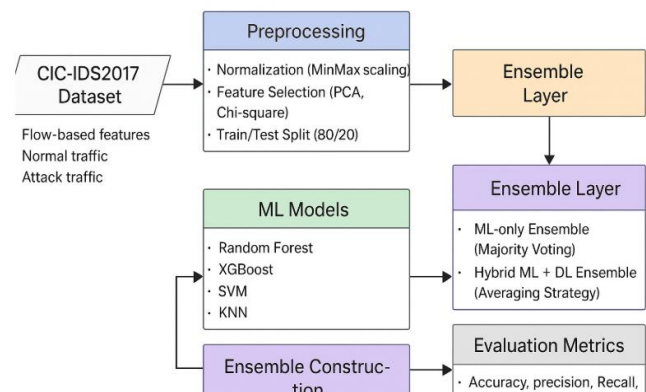 CIC-IDS2017
Dataset
Flow-based features
Normal traffic
Attack traffic
Preprocessing
· Normalization (MinMax scaling)
· Feature Selection (PCA,
Chi-square)
· Train/Test Split (80/20)
Ensemble
Layer
Ensemble Layer
· ML-only Ensemble
(Majority Voting)
· Hybrid ML + DL Ensemble
(Averaging Strategy)
ML Models
· Random Forest
· XGBoost
· SVM
· KNN
Ensemble Construc-
tion
Evaluation Metrics
· Accuracy, precision, Recall,